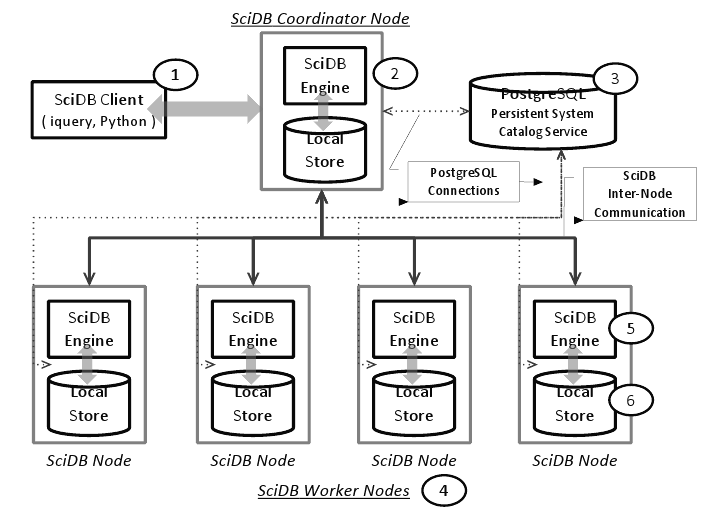 SciDB Coordinator Node
1
SciDB Client
( iquery, Python )
SciDB
Engine
Local
Store
2
3
PostgreSQL
Persistent System
Catalog Service
PostgreSQL
Connections
SciDB
Inter-Node
Communication
SciDB
Engine
Local
Store
SciDB Node
SciDB
Engine
Local
Store
SciDB Node
SciDB
Engine
Local
Store
SciDB Node
SciDB
Engine
5
Local
Store
6
SciDB Node
SciDB Worker Nodes
4